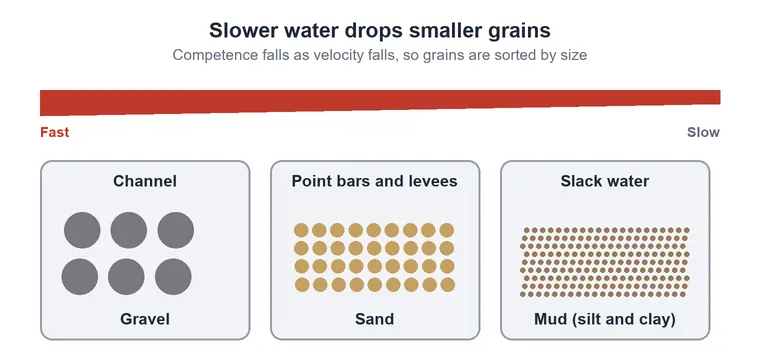 Slower water drops smaller grains
Competence falls as velocity falls, so grains are sorted by size
Fast
Slow
Channel
Point bars and levees
Slack water
Gravel
Sand
Mud (silt and clay)